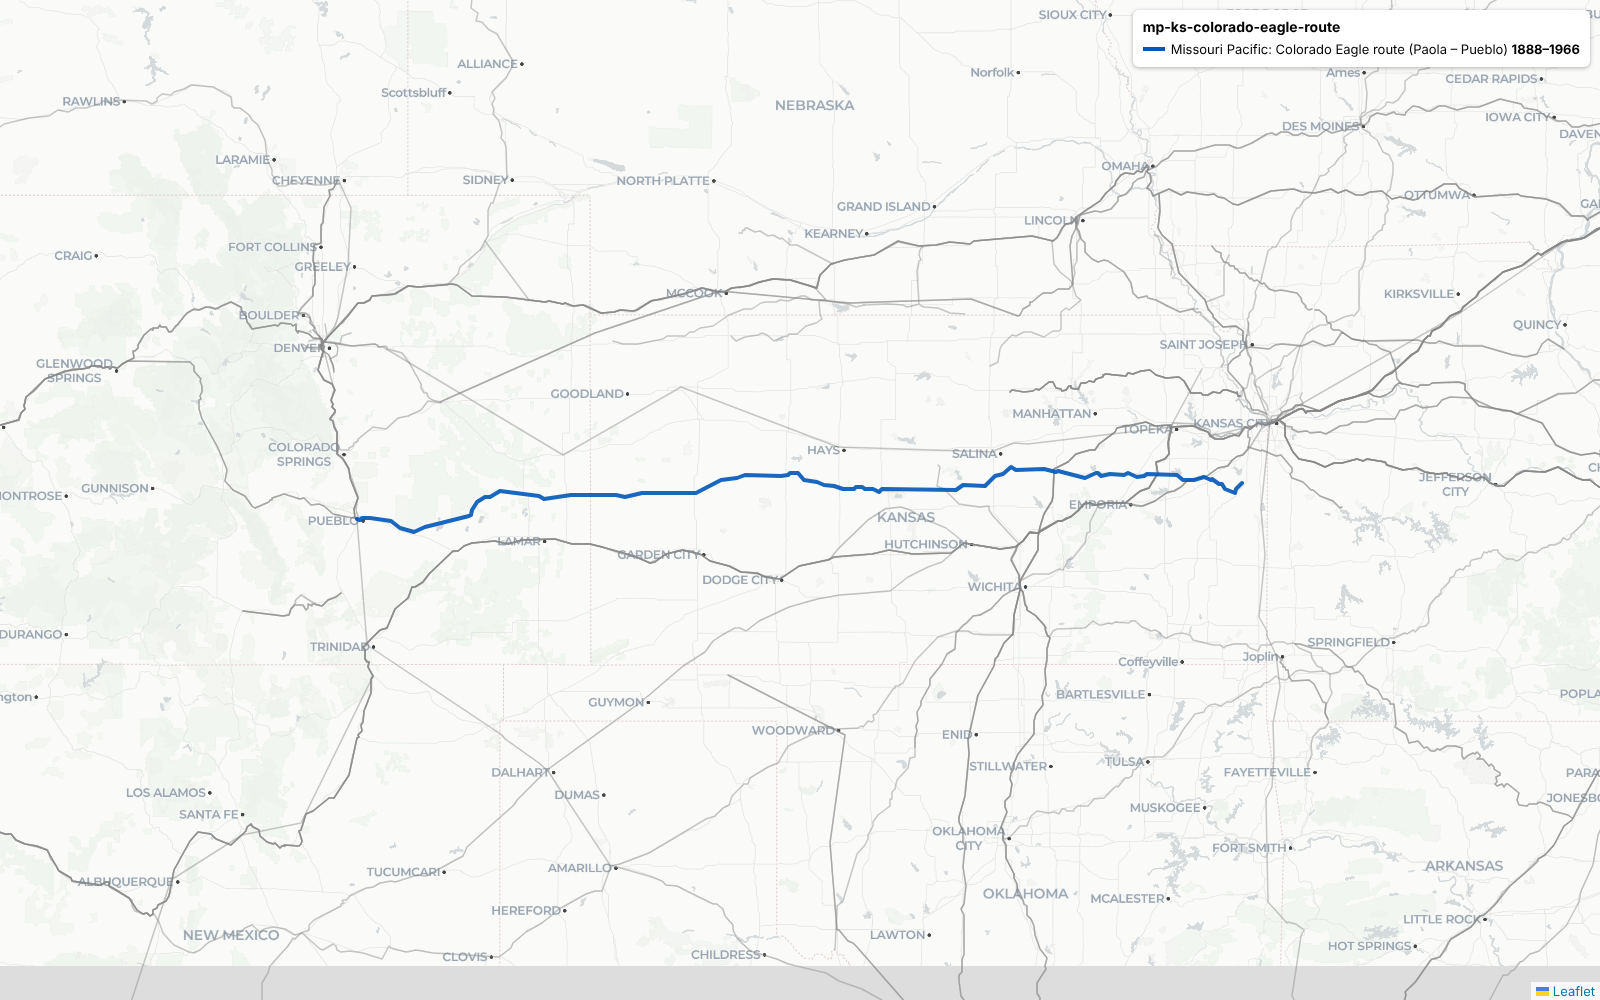 mp-ks-colorado-eagle-route
Missouri Pacific: Colorado Eagle route (Paola – Pueblo) 1888–1966
SIOUX CITY
ALLIANCE
Norfolk
Ames
CEDAR RAPIDS
Scottsbluff
RAWLINS
NEBRASKA
IOWA CITY
DES MOINES
DAVEN
LARAMIE
OMAHA
CHEYENNE
SIDNEY
NORTH PLATTE
OTTUMWA
GRAND ISLAND
LINCOLN
KEARNEY
FORT COLLINS
CRAIG
GREELEY
MCCOOK
KIRKSVILLE
BOULDER
QUINCY
DENVER
SAINT JOSEPH
GLENWOOD
SPRINGS
GOODLAND
MANHATTAN
TOPEKA
KANSAS CITY
HAYS
SALINA
COLORADO
SPRINGS
JEFFERSON
CITY
GUNNISON
MONTROSE
EMPORIA
PUEBLO
KANSAS
LAMAR
GARDEN CITY
HUTCHINSON
DODGE CITY
WICHITA
DURANGO
TRINIDAD
SPRINGFIELD
Coffeyville
Joplin
ngton
BARTLESVILLE
POPLA
GUYMON
WOODWARD
ENID
STILLWATER
TULSA
DALHART
FAYETTEVILLE
PARA
LOS ALAMOS
DUMAS
JONESBO
MUSKOGEE
SANTA FE
OKLAHOMA
CITY
FORT SMITH
ARKANSAS
TUCUMCARI
AMARILLO
ALBUQUERQUE
OKLAHOMA
MCALESTER
HEREFORD
LITTLE ROCK
NEW MEXICO
LAWTON
HOT SPRINGS
CLOVIS
CHILDRESS
Leaflet